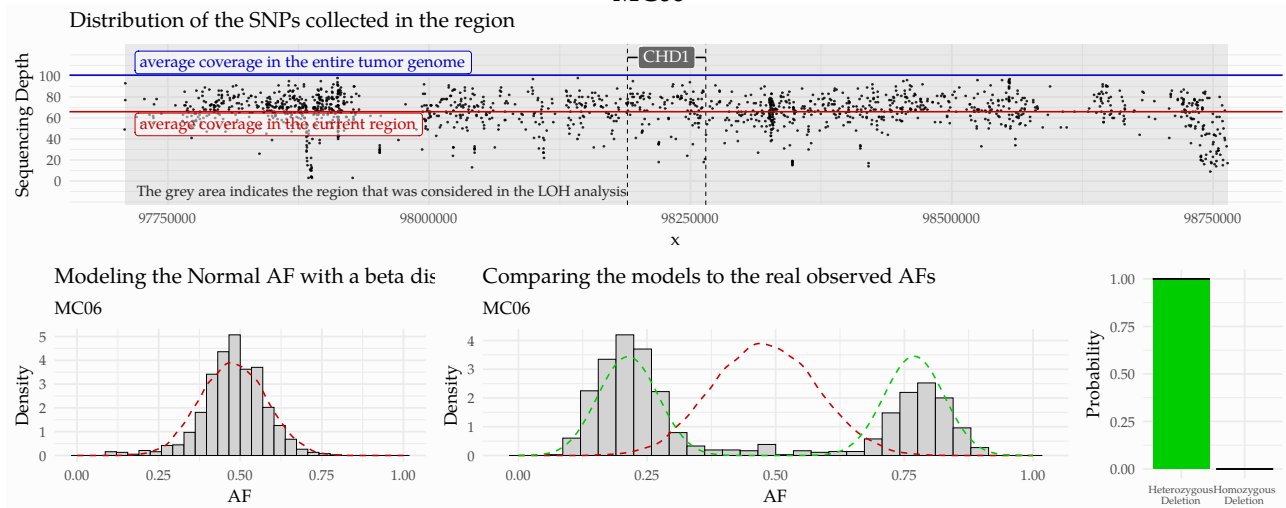 Distribution of the SNPs collected in the region
Sequencing Depth
100
80
60
40
20
0
average coverage in the entire tumor genome
CHD1
average coverage in the current region
The grey area indicates the region that was considered in the LOH analysis
97750000 98000000 98250000 98500000 98750000
x
Modeling the Normal AF with a beta dis
MC06
Density
5
4
3
2
1
0
0.00 0.25 0.50 0.75 1.00
AF
Comparing the models to the real observed AFs
MC06
Density
4
3
2
1
0
0.00 0.25 0.50 0.75 1.00
AF
Probability
1.00
0.75
0.50
0.25
0.00
Heterozygous Homozygous
Deletion Deletion